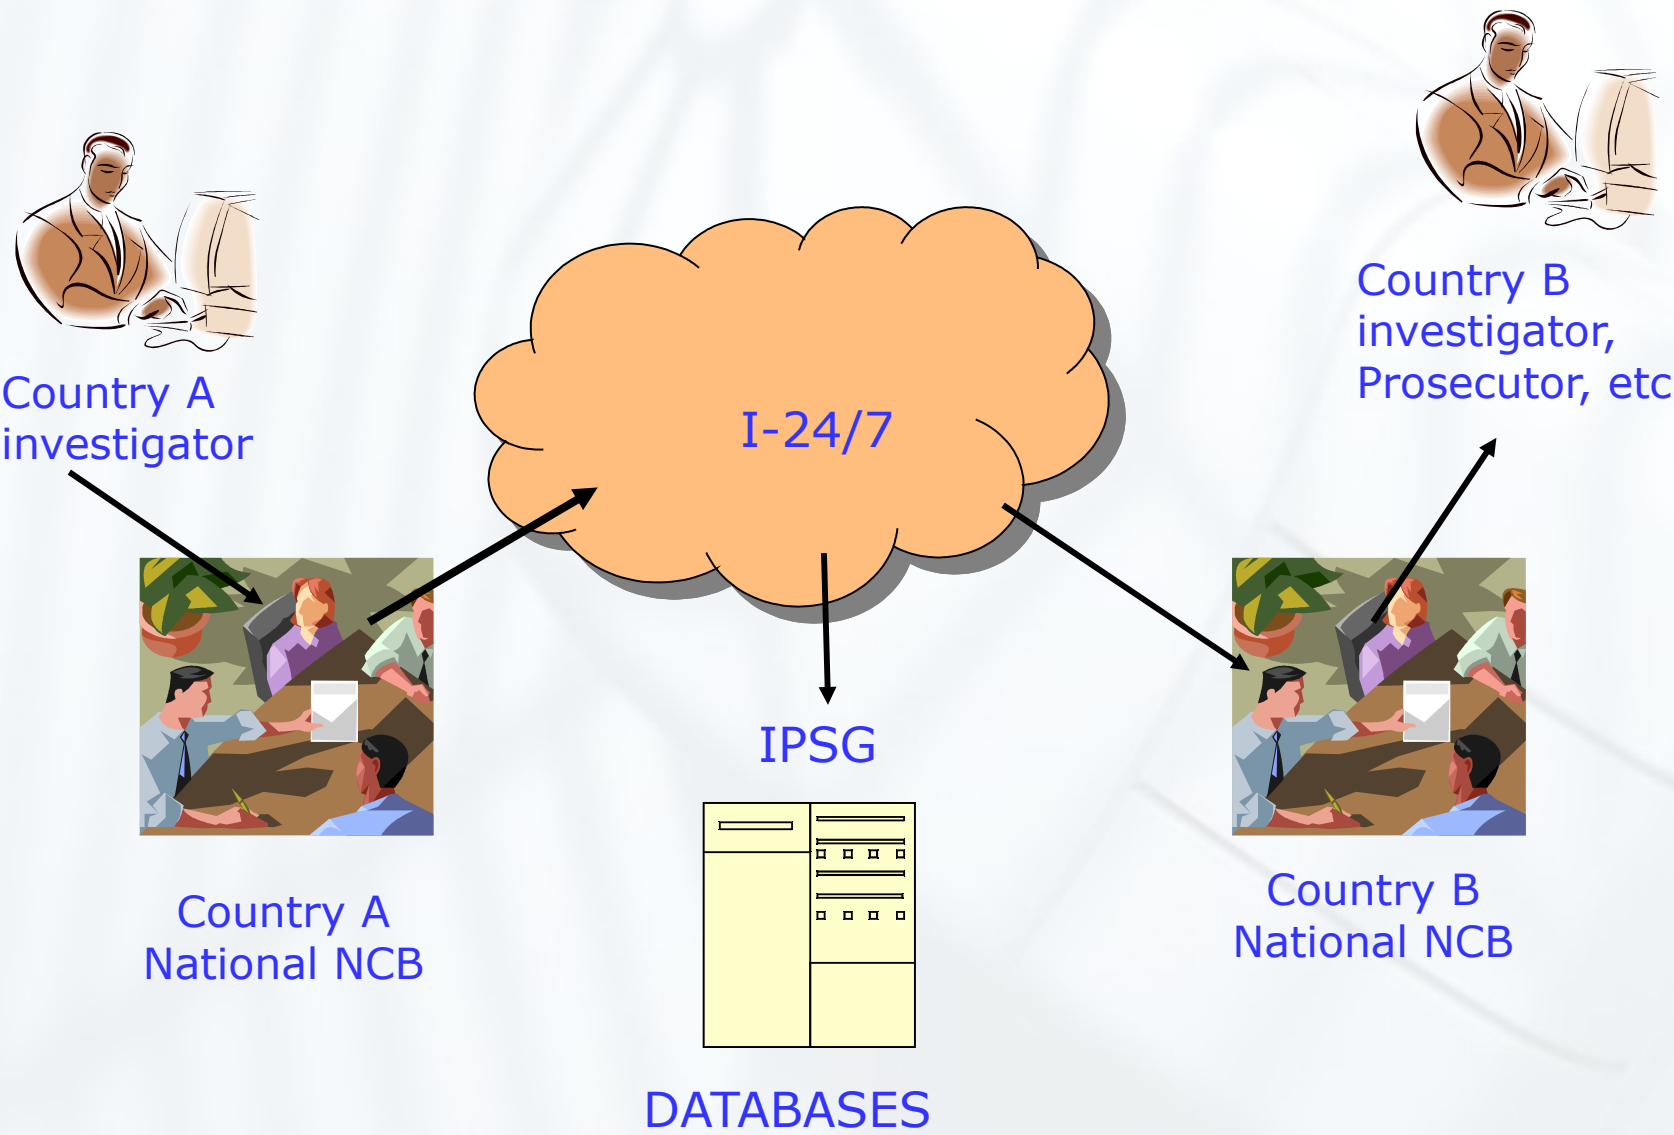 Country A
investigator
I-24/7
Country B
investigator,
Prosecutor, etc
IPSG
Country A
National NCB
DATABASES
Country B
National NCB